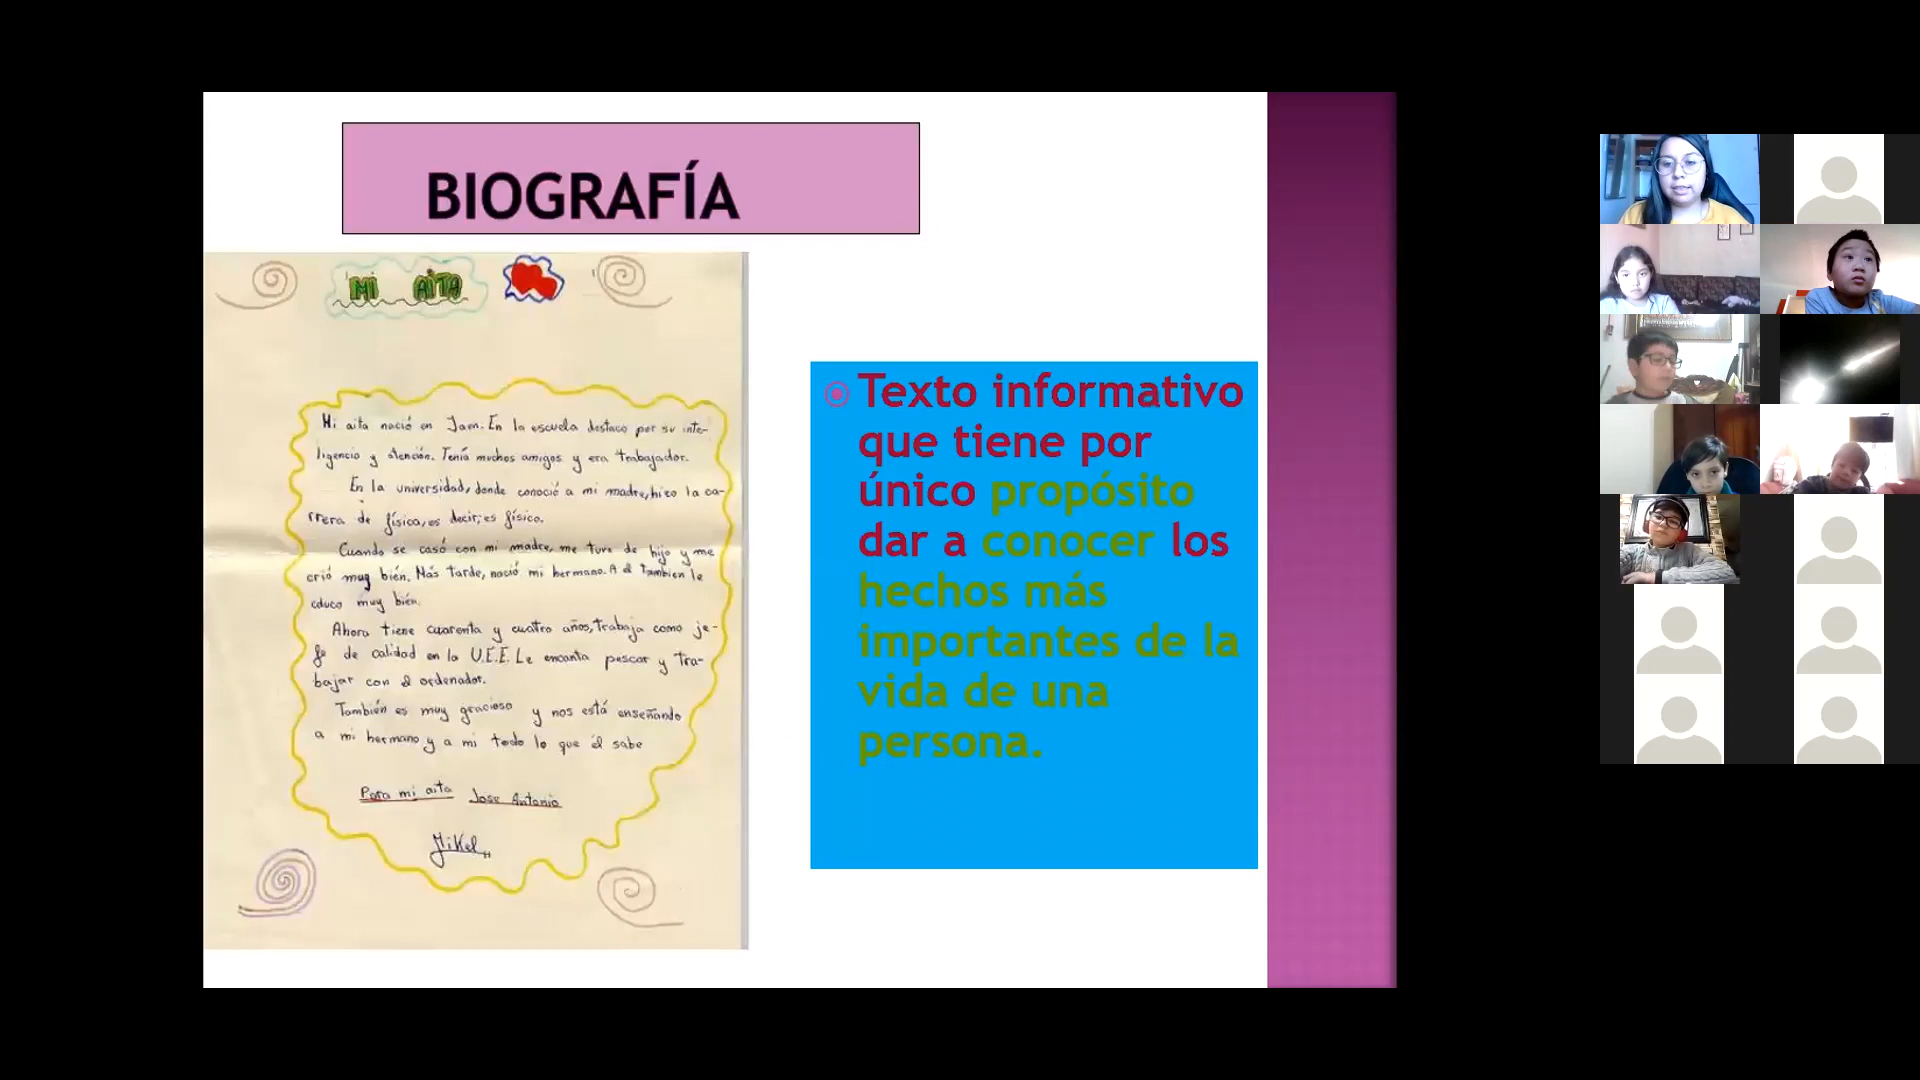 BIOGRAFÍA
MI AITA
Mi aita nació en Jaen. En la escuela destaco por su inte-
ligencia y atención. Tenía muchos amigos y era trabajador.
En la universidad, donde conoció a mi madre, hizo la ca-
rrera de física, es decir, es físico.
Cuando se casó con mi madre, me tuvo de hijo y me
crió muy bién. Más tarde, nació mi hermano. A el tambien le
educo muy bién.
Ahora tiene cuarenta y cuatro años, trabaja como je-
fe de calidad en la U.E.E. Le encanta pescar y tra-
bajar con el ordenador.
También es muy gracioso y nos está enseñando
a mi hermano y a mi todo lo que él sabe
Para mi aita Jose Antonio
Mikel
Texto informativo
que tiene por
único propósito
dar a conocer los
hechos más
importantes de la
vida de una
persona.